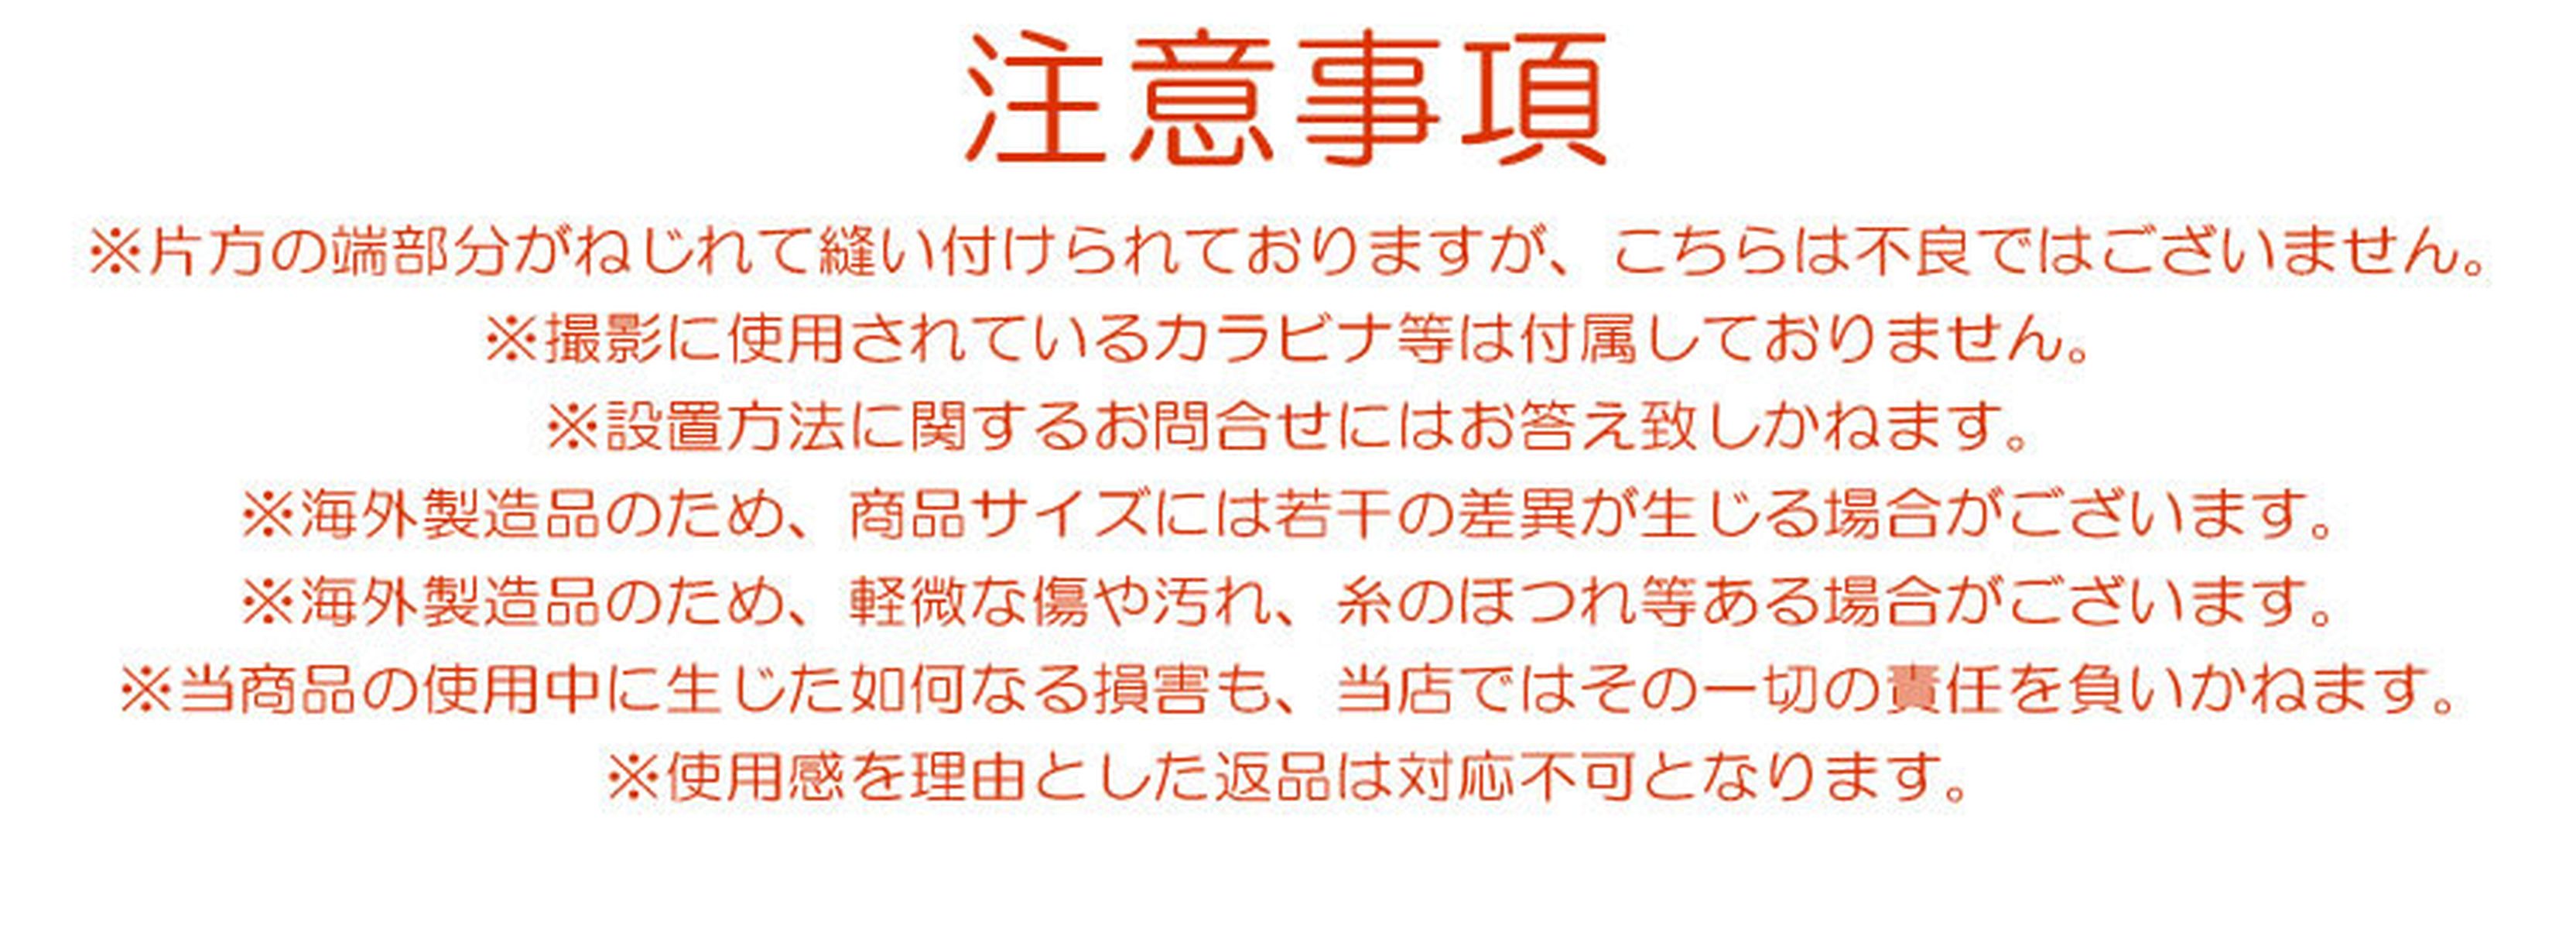 注意事項
※片方の端部分がねじれて縫い付けられておりますが、こちらは不良ではございません。
※撮影に使用されているカラビナ等は付属しておりません。
※設置方法に関するお問合せにはお答え致しかねます。
※海外製造品のため、商品サイズには若干の差異が生じる場合がございます。
※海外製造品のため、軽微な傷や汚れ、糸のほつれ等ある場合がございます。
※当商品の使用中に生じた如何なる損害も、当店ではその一切の責任を負いかねます。
※使用感を理由とした返品は対応不可となります。